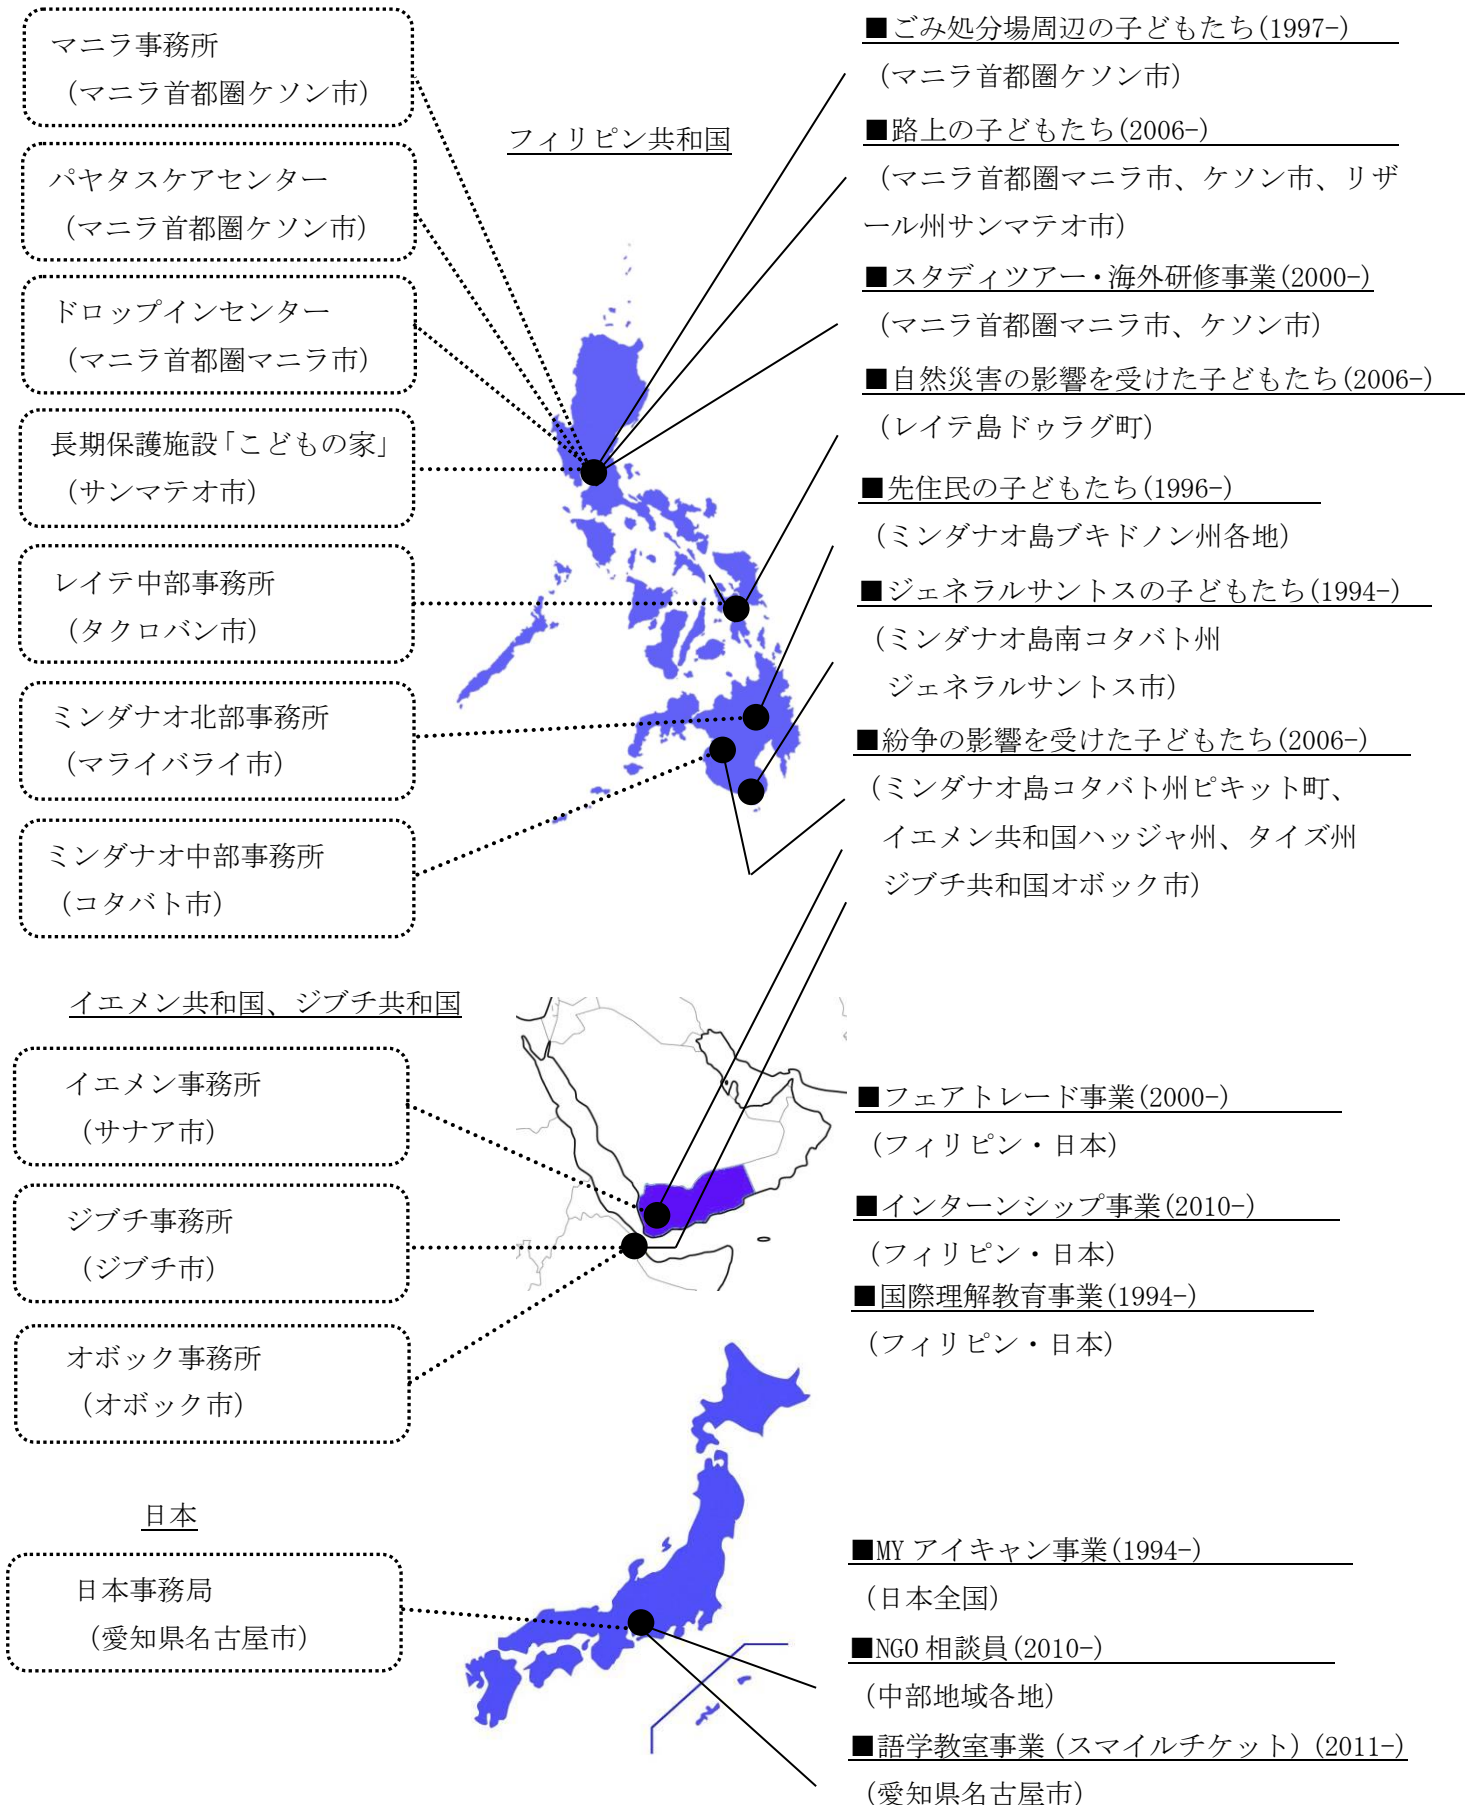 マニラ事務所
（マニラ首都圏ケソン市）
パヤタスケアセンター
（マニラ首都圏ケソン市）
ドロップインセンター
（マニラ首都圏マニラ市）
長期保護施設「こどもの家」
（サンマテオ市）
レイテ中部事務所
（タクロバン市）
ミンダナオ北部事務所
（マライバライ市）
ミンダナオ中部事務所
（コタバト市）
フィリピン共和国
■ごみ処分場周辺の子どもたち(1997-)
（マニラ首都圏ケソン市）
■路上の子どもたち(2006-)
（マニラ首都圏マニラ市、ケソン市、リザ
ール州サンマテオ市）
■スタディツアー・海外研修事業(2000-)
（マニラ首都圏マニラ市、ケソン市）
■自然災害の影響を受けた子どもたち(2006-)
（レイテ島ドゥラグ町）
■先住民の子どもたち(1996-)
（ミンダナオ島ブキドノン州各地）
■ジェネラルサントスの子どもたち(1994-)
（ミンダナオ島南コタバト州
ジェネラルサントス市）
■紛争の影響を受けた子どもたち(2006-)
（ミンダナオ島コタバト州ピキット町、
イエメン共和国ハッジャ州、タイズ州
ジブチ共和国オボック市）
イエメン共和国、ジブチ共和国
イエメン事務所
（サナア市）
ジブチ事務所
（ジブチ市）
オボック事務所
（オボック市）
■フェアトレード事業(2000-)
（フィリピン・日本）
■インターンシップ事業(2010-)
（フィリピン・日本）
■国際理解教育事業(1994-)
（フィリピン・日本）
日本
日本事務局
（愛知県名古屋市）
■MY アイキャン事業(1994-)
（日本全国）
■NGO 相談員(2010-)
（中部地域各地）
■語学教室事業（スマイルチケット）(2011-)
（愛知県名古屋市）